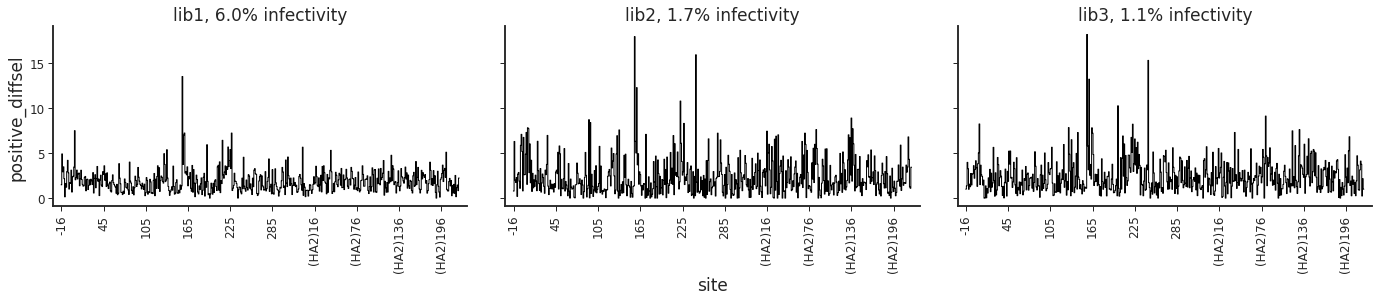 lib1, 6.0% infectivity
lib2, 1.7% infectivity
lib3, 1.1% infectivity
positive_diffsel
15
10
5
0
-16 45 105 165 225 285 (HA2)16 (HA2)76 (HA2)136 (HA2)196
-16 45 105 165 225 285 (HA2)16 (HA2)76 (HA2)136 (HA2)196
-16 45 105 165 225 285 (HA2)16 (HA2)76 (HA2)136 (HA2)196
site